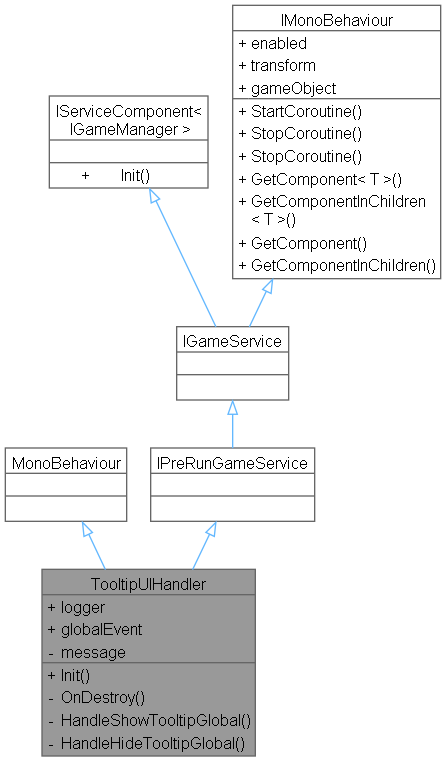 IMonoBehaviour
+ enabled
+ transform
+ gameObject
+ StartCoroutine()
+ StopCoroutine()
+ StopCoroutine()
+ GetComponent< T >()
+ GetComponentInChildren
< T >()
+ GetComponent()
+ GetComponentInChildren()
IServiceComponent<
IGameManager >
+ Init()
IGameService
MonoBehaviour
IPreRunGameService
TooltipUIHandler
+ logger
+ globalEvent
- message
+ Init()
- OnDestroy()
- HandleShowTooltipGlobal()
- HandleHideTooltipGlobal()